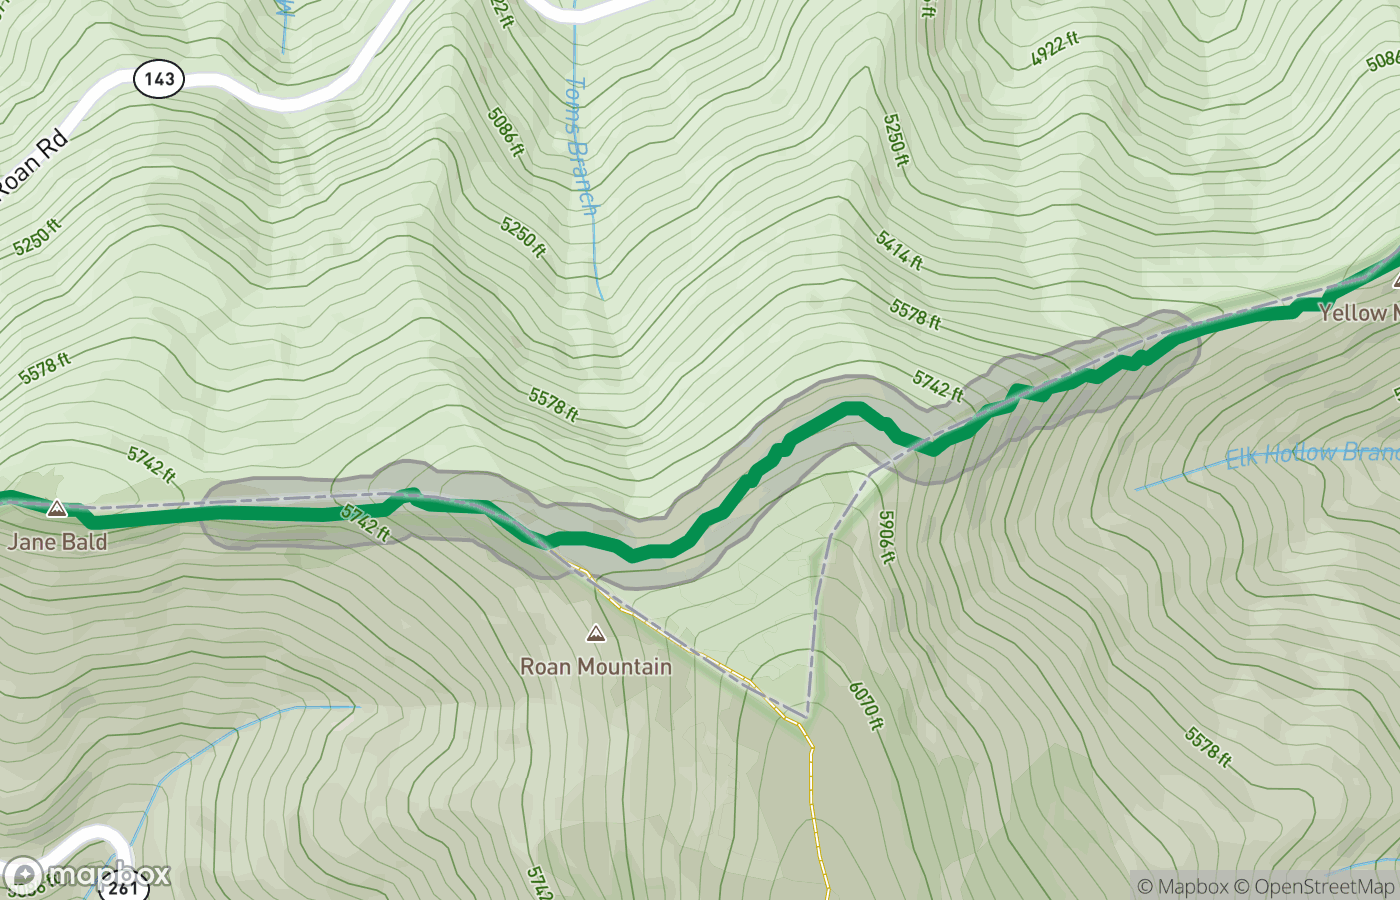 4922 ft
143
Toms Branch
5086 ft
5250 ft
Roan Rd
5250 ft
5250 ft
5414 ft
5578 ft
Yellow M
5578 ft
5742 ft
5578 ft
5742 ft
Elk Hollow Branc
5742 ft
5906 ft
Jane Bald
Roan Mountain
6070 ft
5578 ft
5742
mapbox
261
© Mapbox © OpenStreetMap